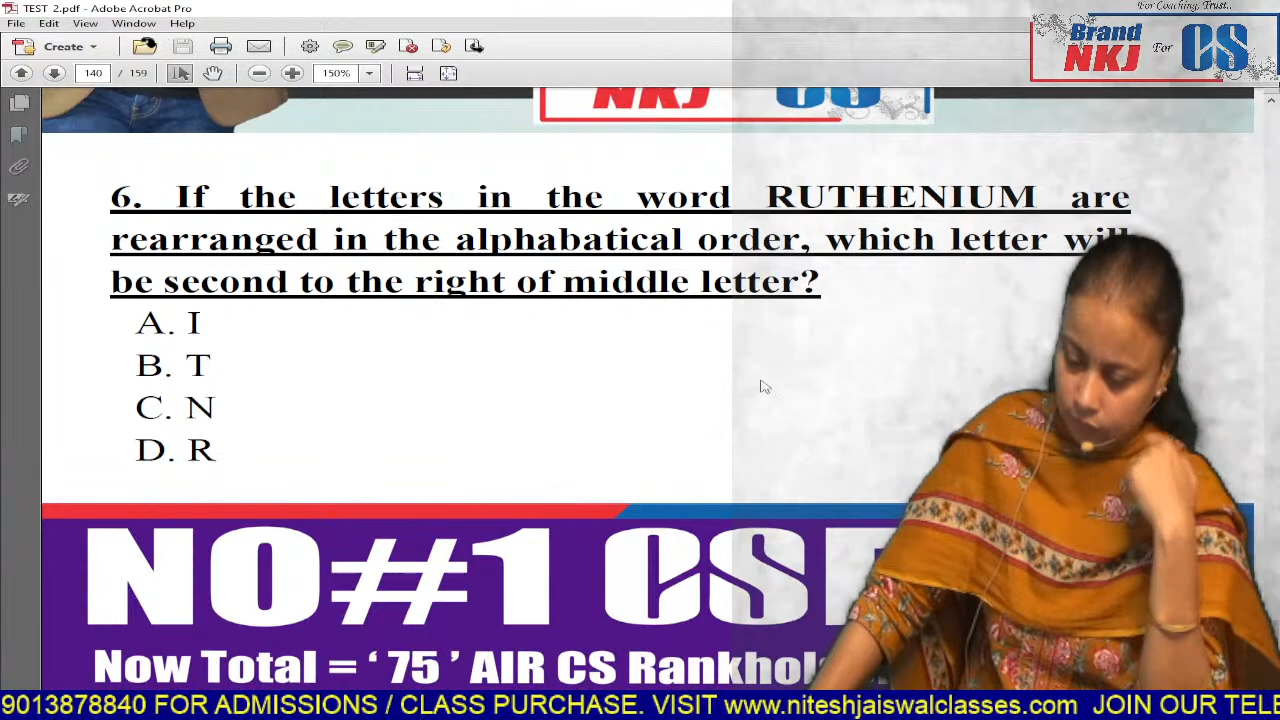 TEST 2.pdf - Adobe Acrobat Pro
File Edit View Window Help
Create
140 / 159 150%
For Coaching, Trust..
Brand
NKJ
For
CS
NKJ CS
6. If the letters in the word RUTHENIUM are
rearranged in the alphabatical order, which letter will
be second to the right of middle letter?
A. I
B. T
C. N
D. R
NO#1 CS
Now Total = ‘ 75 ’ AIR CS
9013878840 FOR ADMISSIONS / CLASS PURCHASE. VISIT www.niteshjaiswalclasses.com JOIN OUR